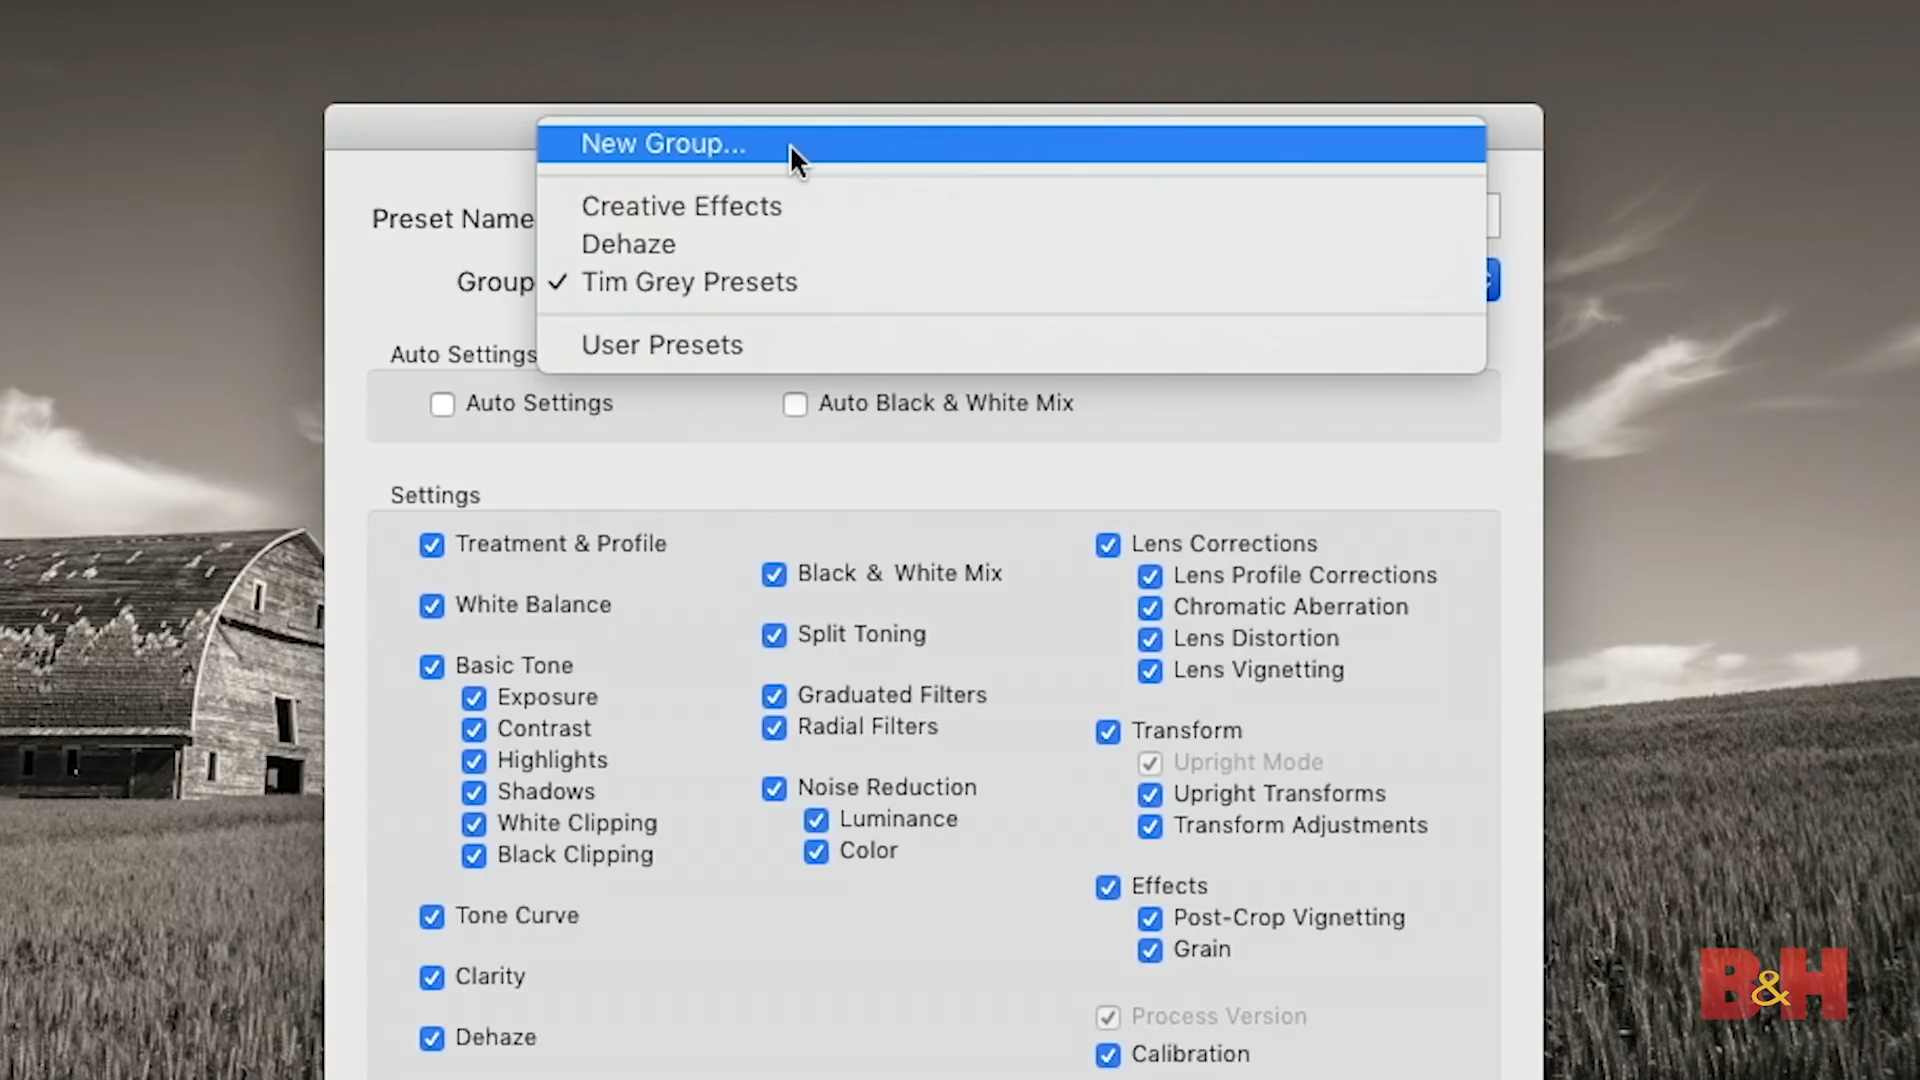 New Group...
Preset Name
Creative Effects
Dehaze
Group
✓ Tim Grey Presets
User Presets
Auto Settings
Auto Settings
Auto Black & White Mix
Settings
Treatment & Profile
White Balance
Basic Tone
Exposure
Contrast
Highlights
Shadows
White Clipping
Black Clipping
Tone Curve
Clarity
Dehaze
Black & White Mix
Split Toning
Graduated Filters
Radial Filters
Noise Reduction
Luminance
Color
Lens Corrections
Lens Profile Corrections
Chromatic Aberration
Lens Distortion
Lens Vignetting
Transform
Upright Mode
Upright Transforms
Transform Adjustments
Effects
Post-Crop Vignetting
Grain
Process Version
Calibration
B&H